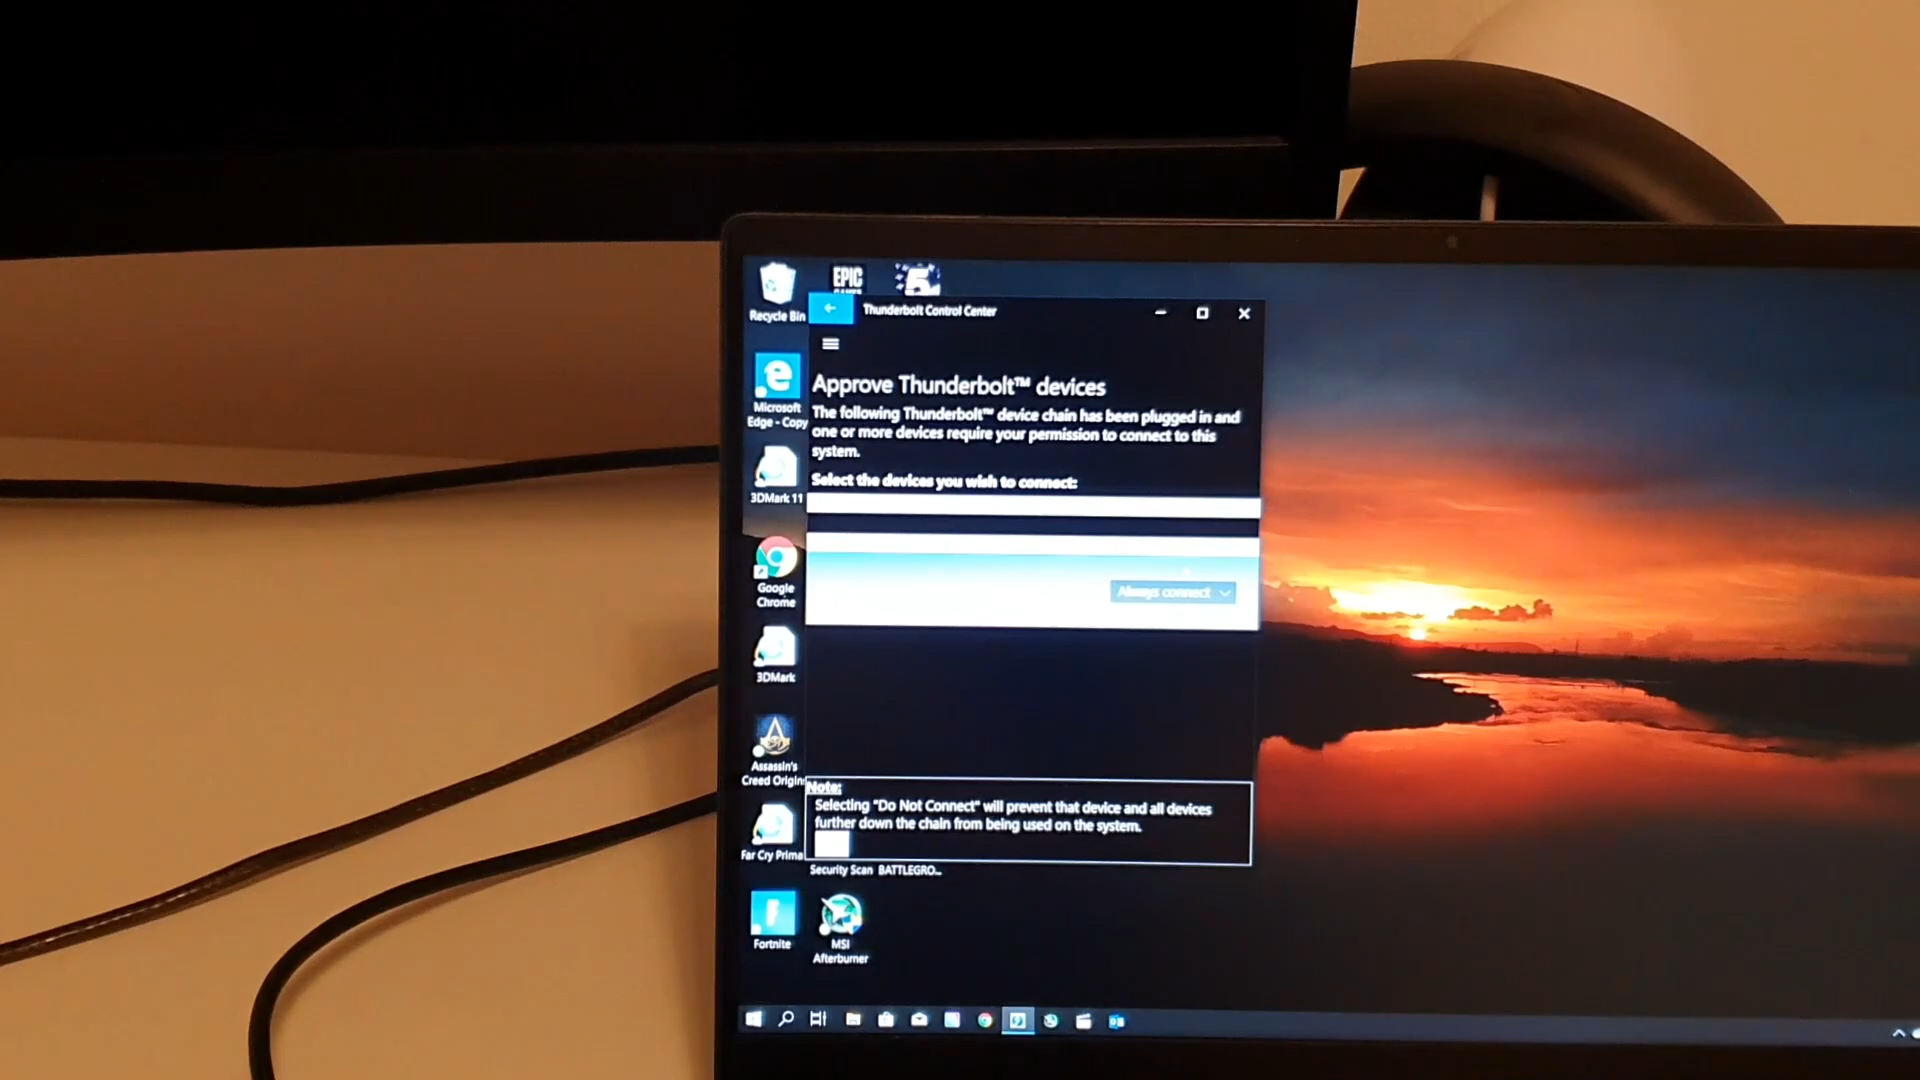 EPIC
5
Recycle Bin
Thunderbolt Control Center
Approve Thunderbolt™ devices
Microsoft
Edge - Copy
The following Thunderbolt™ device chain has been plugged in and
one or more devices require your permission to connect to this
system.
Select the devices you wish to connect:
3DMark 11
Always connect
Google
Chrome
3DMark
Assassin's
Creed Origins
Note:
Selecting "Do Not Connect" will prevent that device and all devices
further down the chain from being used on the system.
Far Cry Prima
Security Scan BATTLEGRO...
Fortnite
MSI
Afterburner